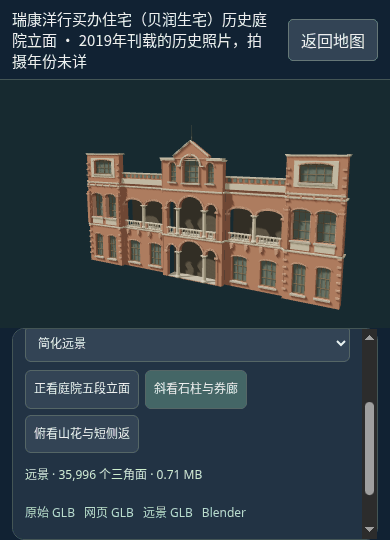 瑞康洋行买办住宅（贝润生宅）历史庭
院立面 · 2019年刊载的历史照片，拍
摄年份未详
返回地图
简化远景
正看庭院五段立面
斜看石柱与券廊
俯看山花与短侧返
远景 · 35,996 个三角面 · 0.71 MB
原始 GLB 网页 GLB 远景 GLB Blender